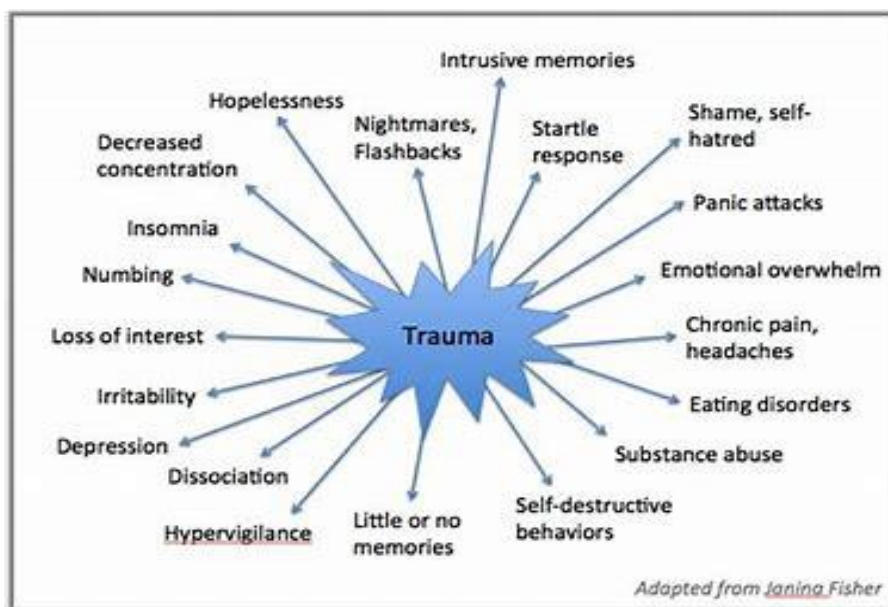 Intrusive memories
Hopelessness
Nightmares,
Flashbacks
Startle
response
Shame, self-
hatred
Decreased
concentration
Panic attacks
Insomnia
Numbing
Emotional overwhelm
Loss of interest
Trauma
Chronic pain,
headaches
Irritability
Eating disorders
Depression
Substance abuse
Dissociation
Hypervigilance
Little or no
memories
Self-destructive
behaviors
Adapted from Janina Fisher